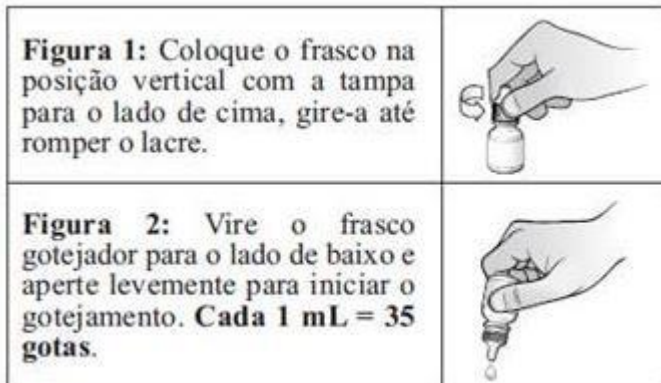 Figura 1: Coloque o frasco na
posição vertical com a tampa
para o lado de cima, gire-a até
romper o lacre.
Figura 2: Vire o frasco
gotejador para o lado de baixo e
aperte levemente para iniciar o
gotejamento. Cada 1 mL = 35
gotas.